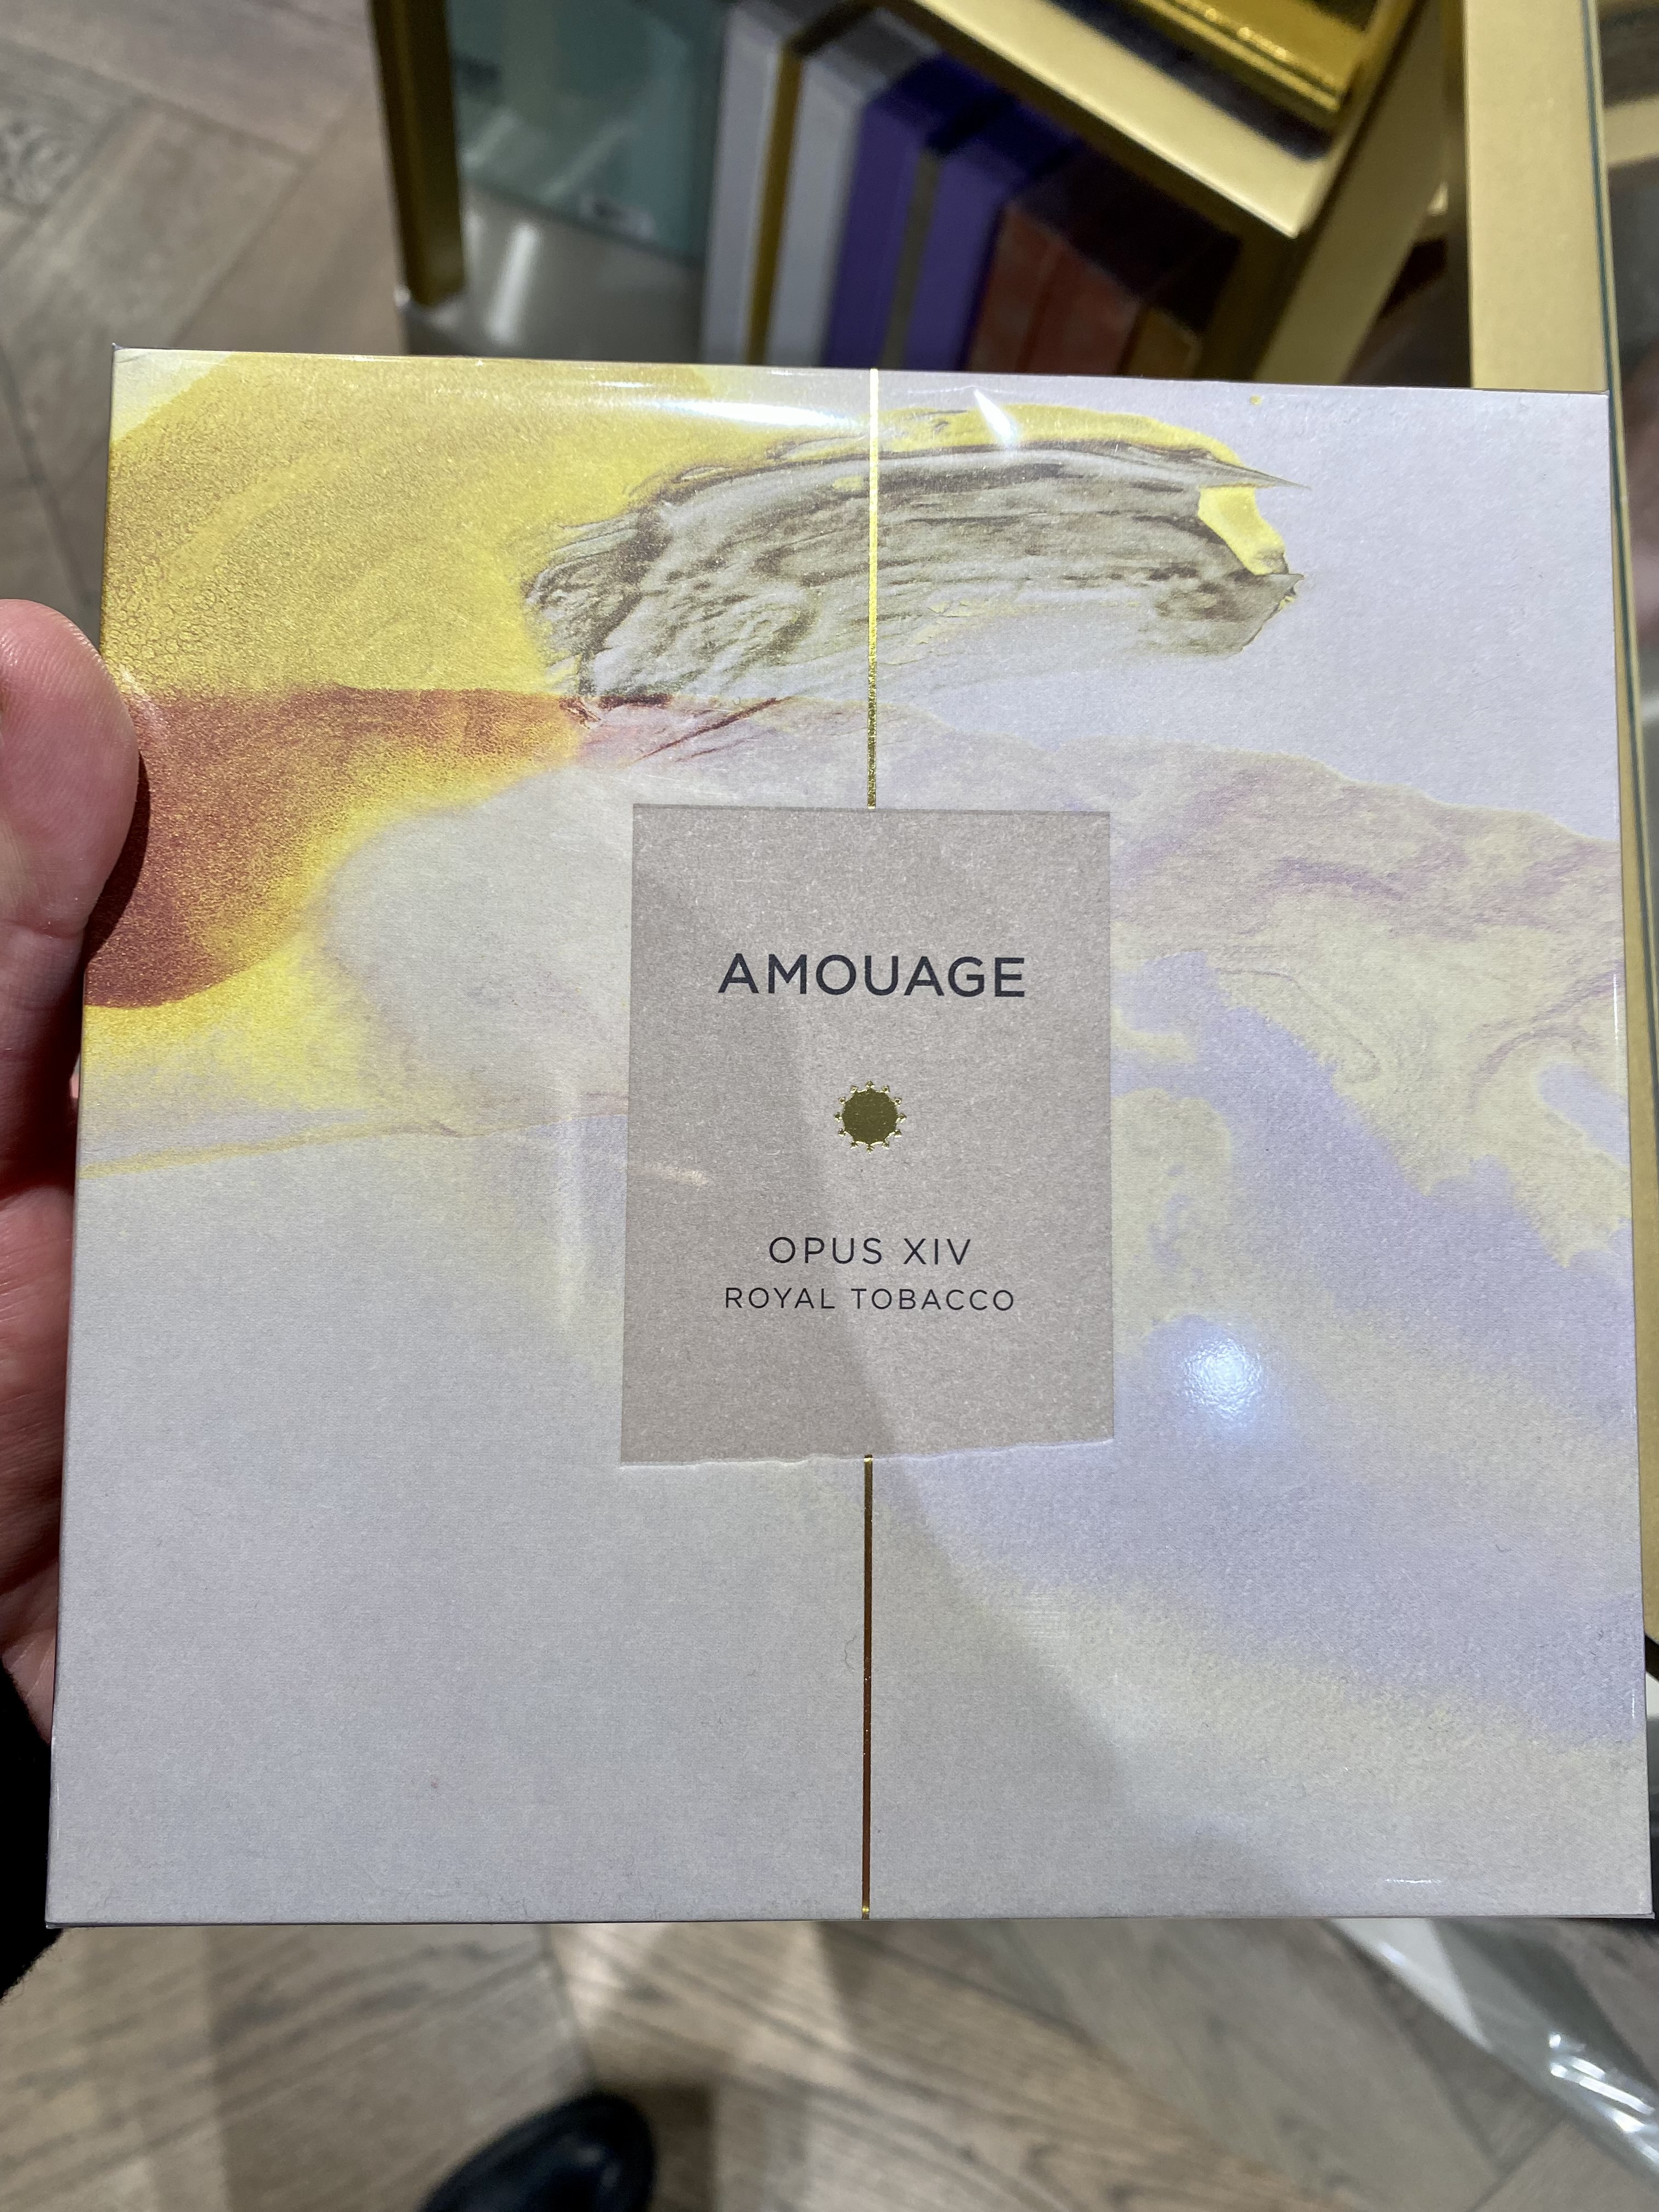 AMOUAGE
OPUS XIV
ROYAL TOBACCO